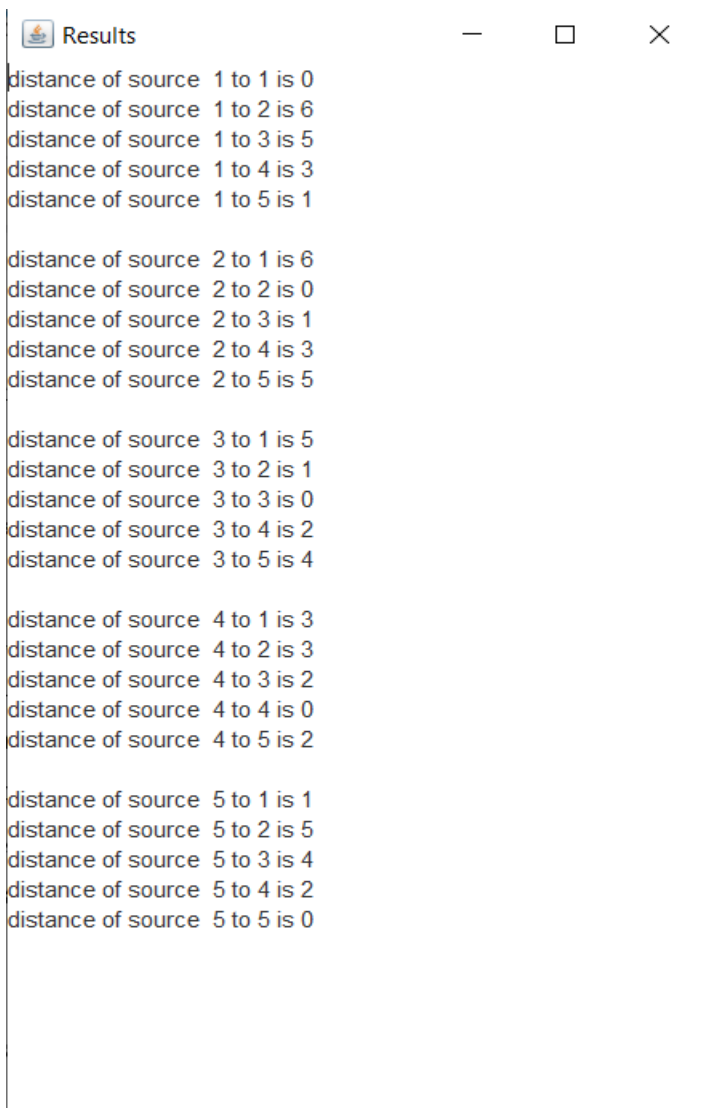 Results
distance of source  1 to 1 is 0
distance of source  1 to 2 is 6
distance of source  1 to 3 is 5
distance of source  1 to 4 is 3
distance of source  1 to 5 is 1
distance of source  2 to 1 is 6
distance of source  2 to 2 is 0
distance of source  2 to 3 is 1
distance of source  2 to 4 is 3
distance of source  2 to 5 is 5
distance of source  3 to 1 is 5
distance of source  3 to 2 is 1
distance of source  3 to 3 is 0
distance of source  3 to 4 is 2
distance of source  3 to 5 is 4
distance of source  4 to 1 is 3
distance of source  4 to 2 is 3
distance of source  4 to 3 is 2
distance of source  4 to 4 is 0
distance of source  4 to 5 is 2
distance of source  5 to 1 is 1
distance of source  5 to 2 is 5
distance of source  5 to 3 is 4
distance of source  5 to 4 is 2
distance of source  5 to 5 is 0